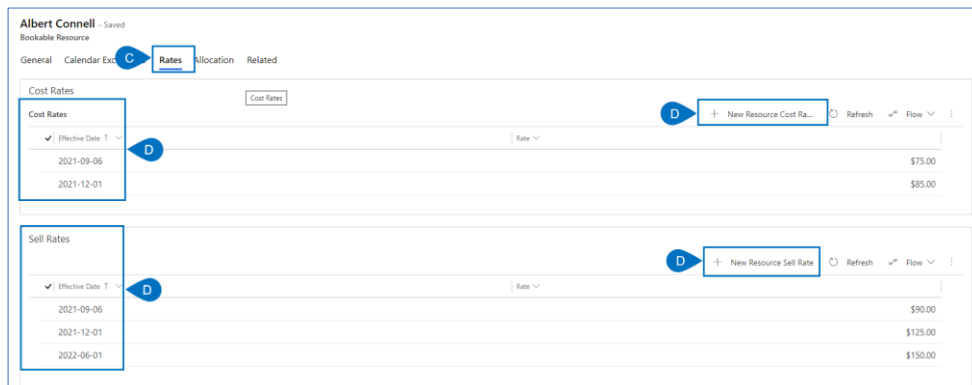 Albert Connell - Saved
Bookable Resource
General Calendar Exc C Rates Allocation Related
Cost Rates
Cost Rates
Cost Rates
D + New Resource Cost Ra... Refresh Flow
Effective Date ↑ Rate
D
2021-09-06 $75.00
2021-12-01 $85.00
Sell Rates
D + New Resource Sell Rate Refresh Flow
Effective Date ↑ Rate
D
2021-09-06 $90.00
2021-12-01 $125.00
2022-06-01 $150.00